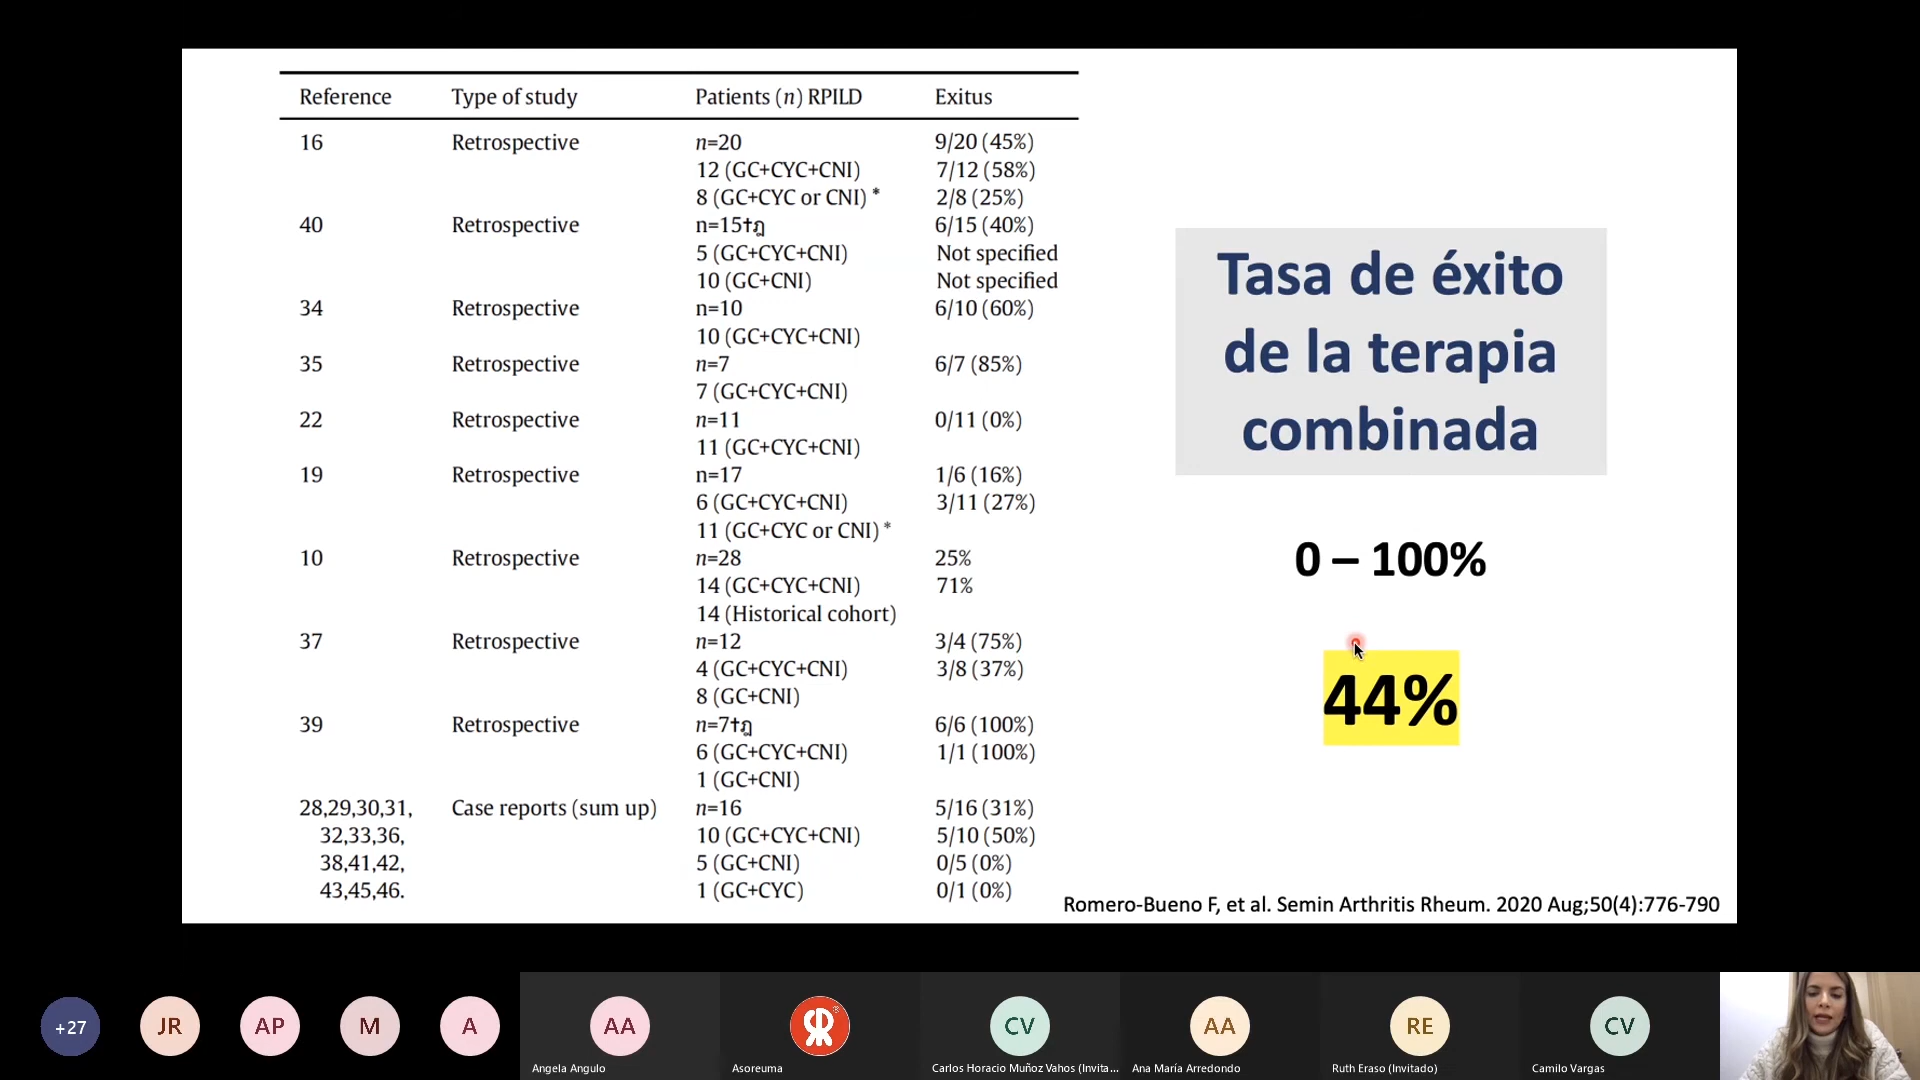 Reference Type of study Patients (n) RPILD Exitus
16 Retrospective n=20 9/20 (45%)
12 (GC+CYC+CNI) 7/12 (58%)
8 (GC+CYC or CNI) * 2/8 (25%)
40 Retrospective n=15†ฎ 6/15 (40%)
5 (GC+CYC+CNI) Not specified
10 (GC+CNI) Not specified
34 Retrospective n=10 6/10 (60%)
10 (GC+CYC+CNI)
35 Retrospective n=7 6/7 (85%)
7 (GC+CYC+CNI)
22 Retrospective n=11 0/11 (0%)
11 (GC+CYC+CNI)
19 Retrospective n=17 1/6 (16%)
6 (GC+CYC+CNI) 3/11 (27%)
11 (GC+CYC or CNI) *
10 Retrospective n=28 25%
14 (GC+CYC+CNI) 71%
14 (Historical cohort)
37 Retrospective n=12 3/4 (75%)
4 (GC+CYC+CNI) 3/8 (37%)
8 (GC+CNI)
39 Retrospective n=7†ฎ 6/6 (100%)
6 (GC+CYC+CNI) 1/1 (100%)
1 (GC+CNI)
28,29,30,31, Case reports (sum up) n=16 5/16 (31%)
32,33,36, 10 (GC+CYC+CNI) 5/10 (50%)
38,41,42, 5 (GC+CNI) 0/5 (0%)
43,45,46. 1 (GC+CYC) 0/1 (0%)
Tasa de éxito
de la terapia
combinada
0 – 100%
44%
Romero-Bueno F, et al. Semin Arthritis Rheum. 2020 Aug;50(4):776-790
+27 JR AP M A AA CV AA RE CV
Angela Angulo Asoreuma Carlos Horacio Muñoz Vahos (Invita... Ana María Arredondo Ruth Eraso (Invitado) Camilo Vargas